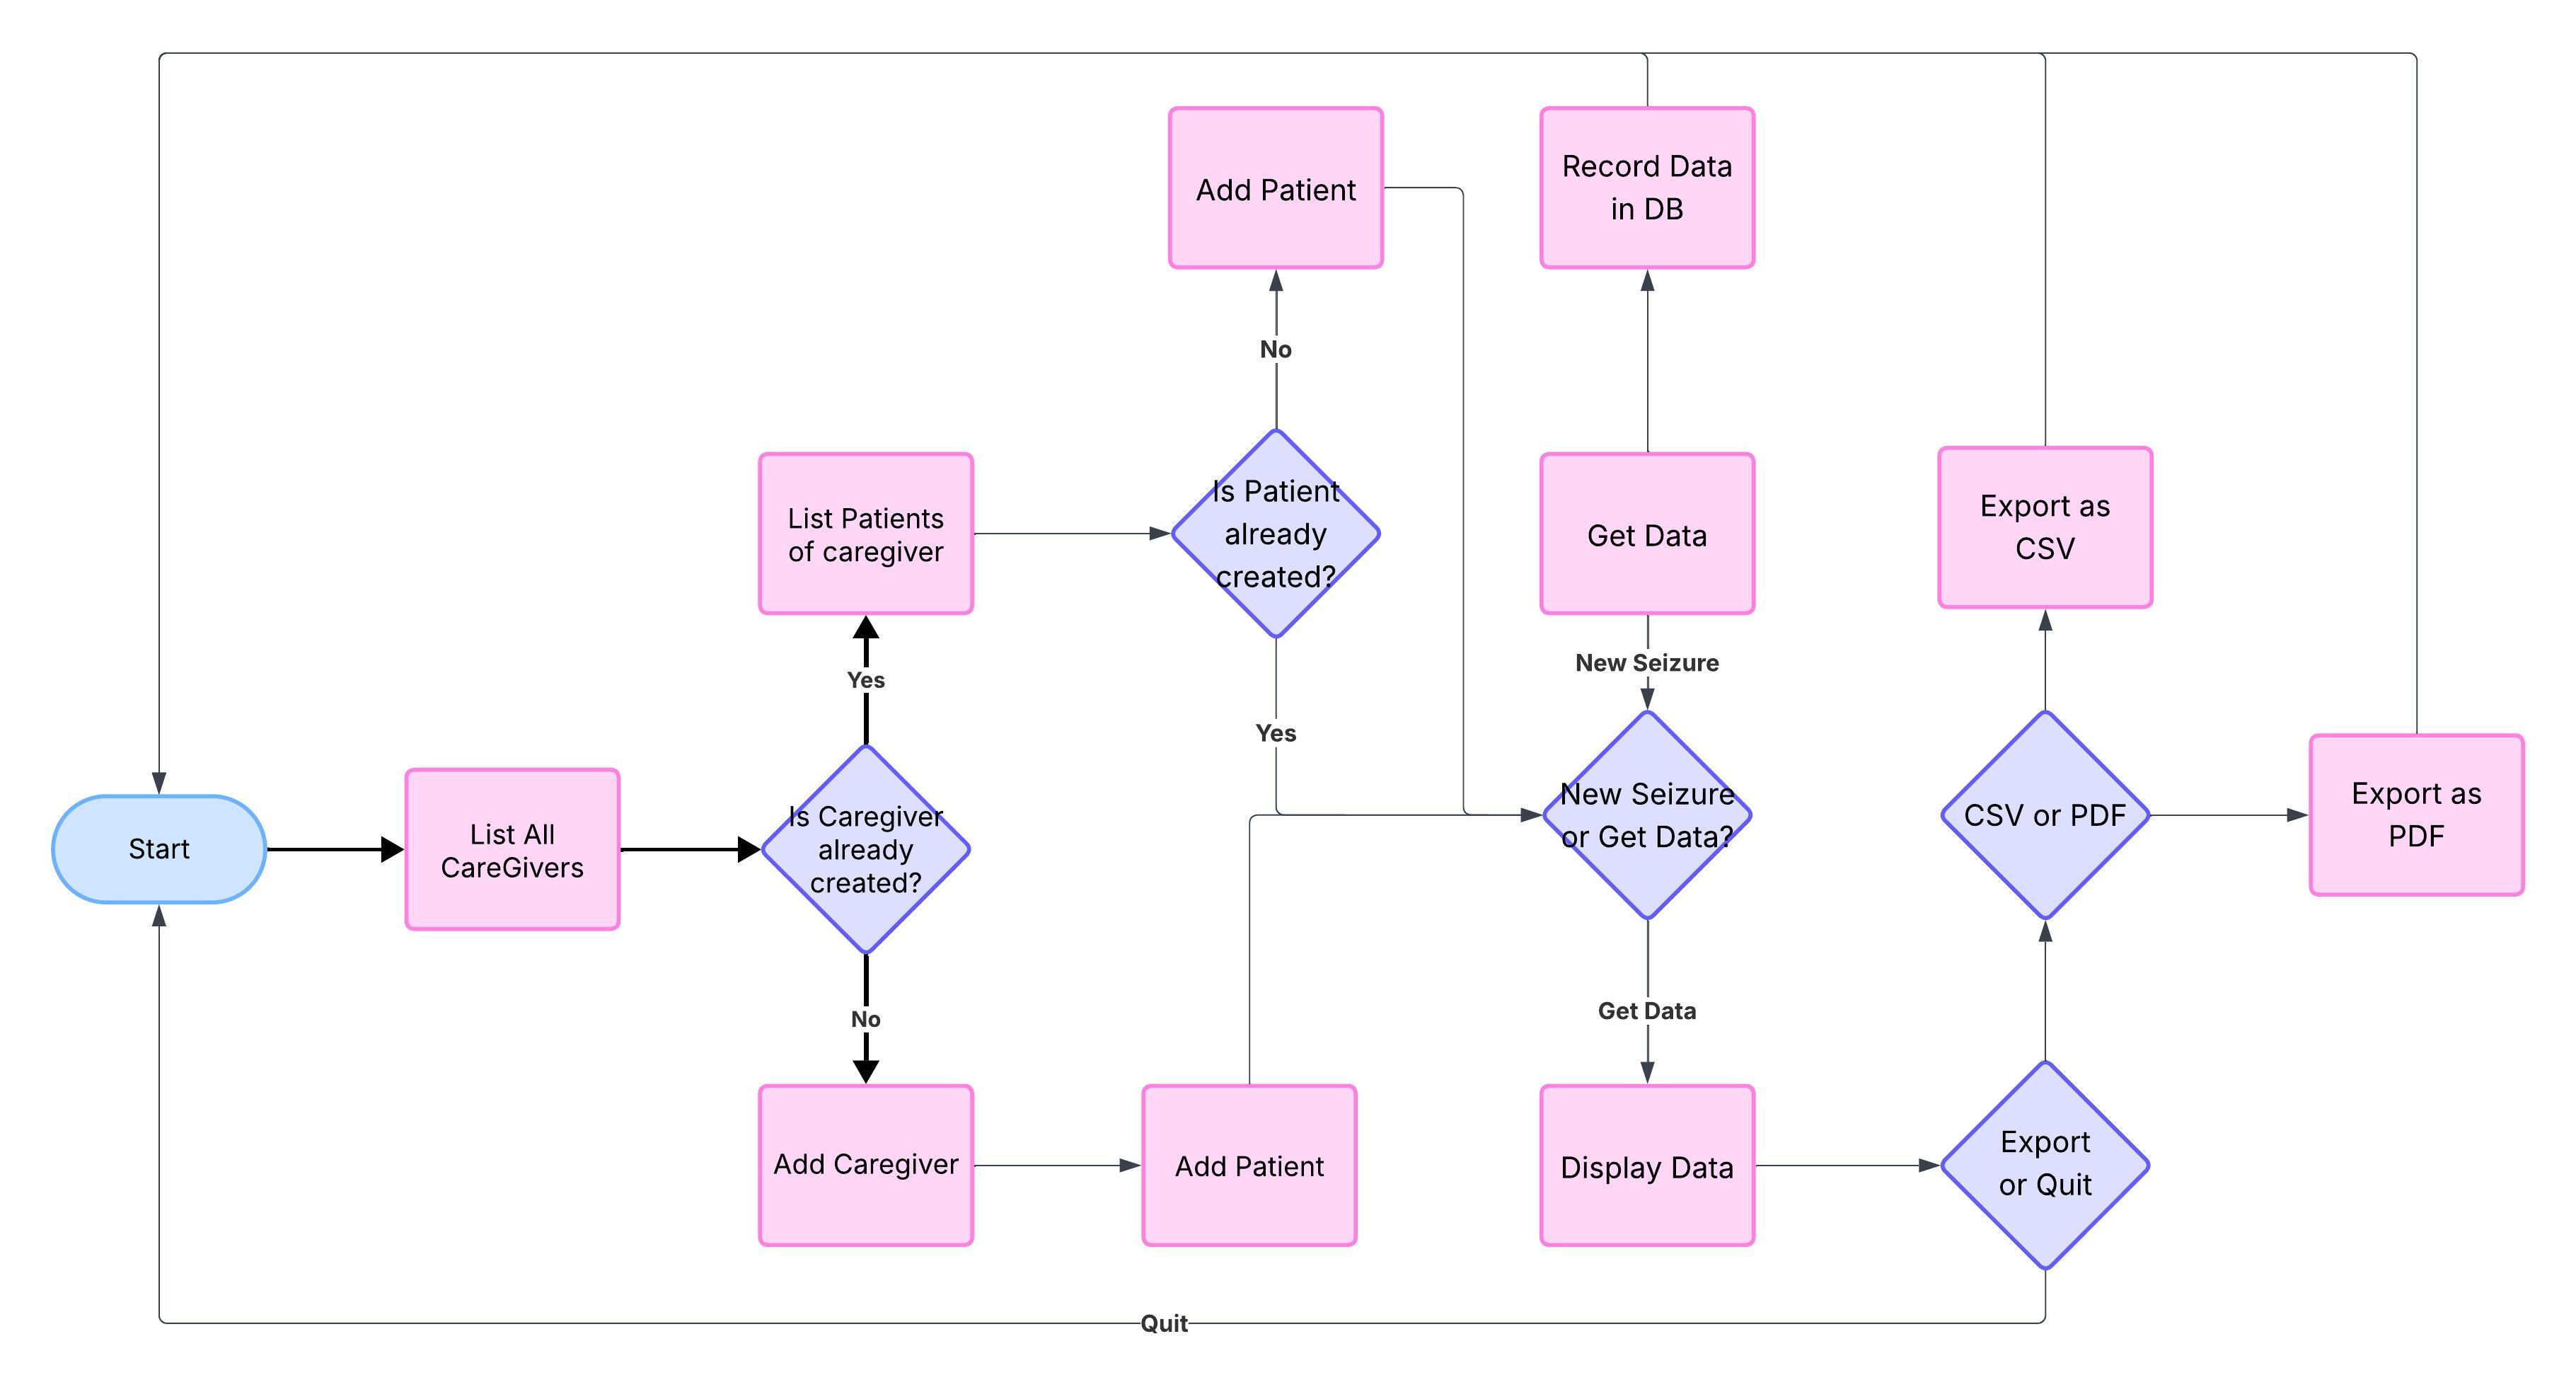 Start
List All
CareGivers
Is Caregiver
already
created?
Yes
List Patients
of caregiver
No
Add Caregiver
Add Patient
Is Patient
already
created?
No
Add Patient
Yes
New Seizure
or Get Data?
New Seizure
Get Data
Record Data
in DB
Get Data
Display Data
Export
or Quit
CSV or PDF
Export as
CSV
Export as
PDF
Quit